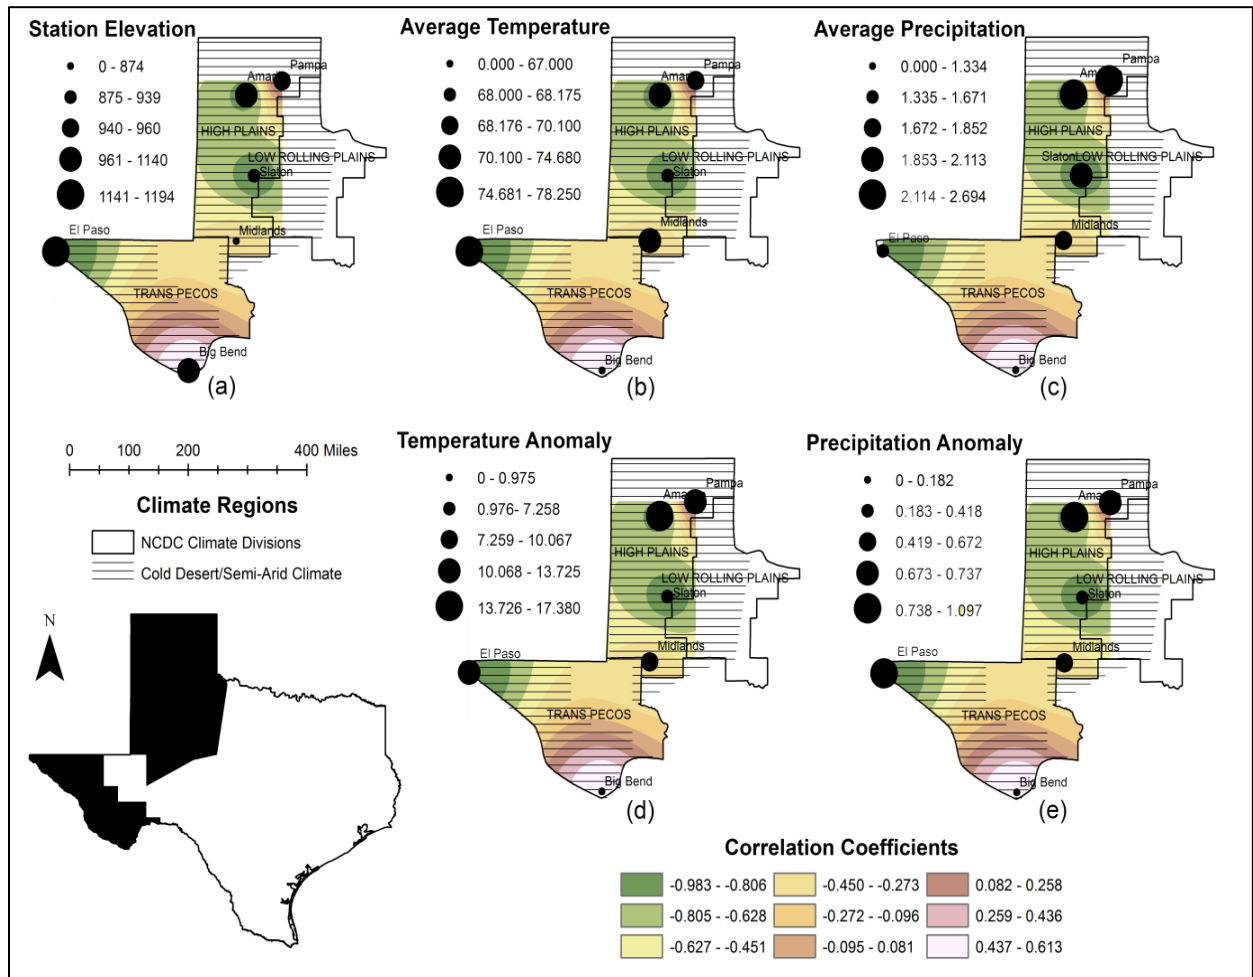 Station Elevation
0 - 874
875 - 939
940 - 960
961 - 1140
1141 - 1194
Pampa
HIGH PLAINS
LOW ROLLING PLAINS
Slaton
El Paso
Midlands
TRANS PECOS
Big Bend
(a)
Average Temperature
0.000 - 67.000
68.000 - 68.175
68.176 - 70.100
70.100 - 74.680
74.681 - 78.250
Pampa
HIGH PLAINS
LOW ROLLING PLAINS
Slaton
El Paso
Midlands
TRANS PECOS
Big Bend
(b)
Average Precipitation
0.000 - 1.334
1.335 - 1.671
1.672 - 1.852
1.853 - 2.113
2.114 - 2.694
Pampa
HIGH PLAINS
Slaton LOW ROLLING PLAINS
El Paso
Midlands
TRANS PECOS
Big Bend
(c)
0 100 200 400 Miles
Climate Regions
NCDC Climate Divisions
Cold Desert/Semi-Arid Climate
N
Temperature Anomaly
0 - 0.975
0.976- 7.258
7.259 - 10.067
10.068 - 13.725
13.726 - 17.380
Pampa
HIGH PLAINS
LOW ROLLING PLAINS
Slaton
El Paso
Midlands
TRANS PECOS
Big Bend
(d)
Precipitation Anomaly
0 - 0.182
0.183 - 0.418
0.419 - 0.672
0.673 - 0.737
0.738 - 1.097
Pampa
HIGH PLAINS
LOW ROLLING PLAINS
Slaton
El Paso
Midlands
TRANS PECOS
Big Bend
(e)
Correlation Coefficients
-0.983 - -0.806
-0.450 - -0.273
0.082 - 0.258
-0.805 - -0.628
-0.272 - -0.096
0.259 - 0.436
-0.627 - -0.451
-0.095 - 0.081
0.437 - 0.613